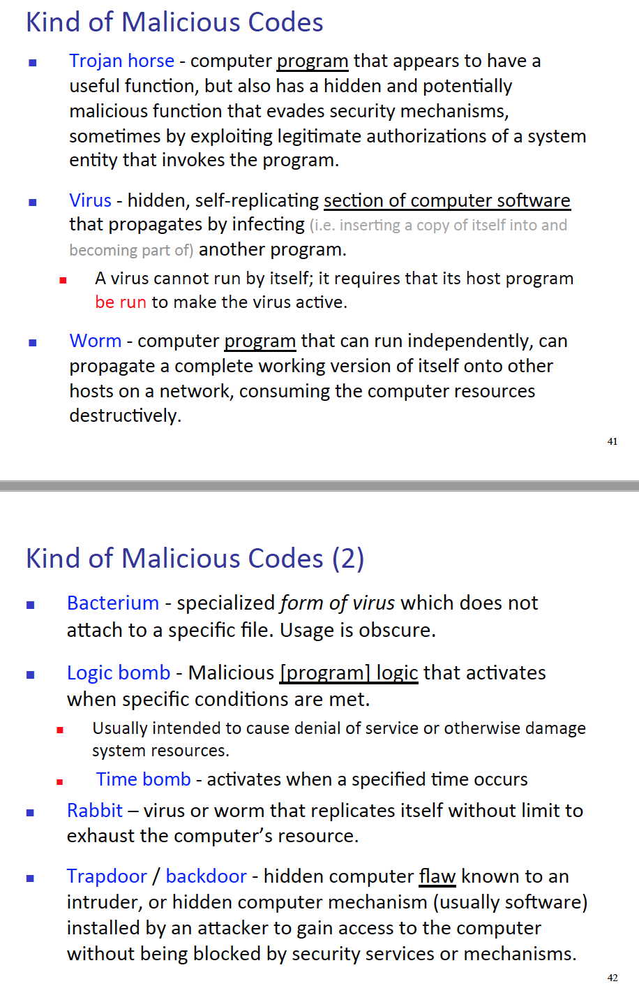 Kind of Malicious Codes
▪ Trojan horse - computer program that appears to have a
useful function, but also has a hidden and potentially
malicious function that evades security mechanisms,
sometimes by exploiting legitimate authorizations of a system
entity that invokes the program.
▪ Virus - hidden, self-replicating section of computer software
that propagates by infecting (i.e. inserting a copy of itself into and
becoming part of) another program.
▪ A virus cannot run by itself; it requires that its host program
be run to make the virus active.
▪ Worm - computer program that can run independently, can
propagate a complete working version of itself onto other
hosts on a network, consuming the computer resources
destructively.
41
Kind of Malicious Codes (2)
▪ Bacterium - specialized form of virus which does not
attach to a specific file. Usage is obscure.
▪ Logic bomb - Malicious [program] logic that activates
when specific conditions are met.
▪ Usually intended to cause denial of service or otherwise damage
system resources.
▪ Time bomb - activates when a specified time occurs
▪ Rabbit – virus or worm that replicates itself without limit to
exhaust the computer’s resource.
▪ Trapdoor / backdoor - hidden computer flaw known to an
intruder, or hidden computer mechanism (usually software)
installed by an attacker to gain access to the computer
without being blocked by security services or mechanisms.
42